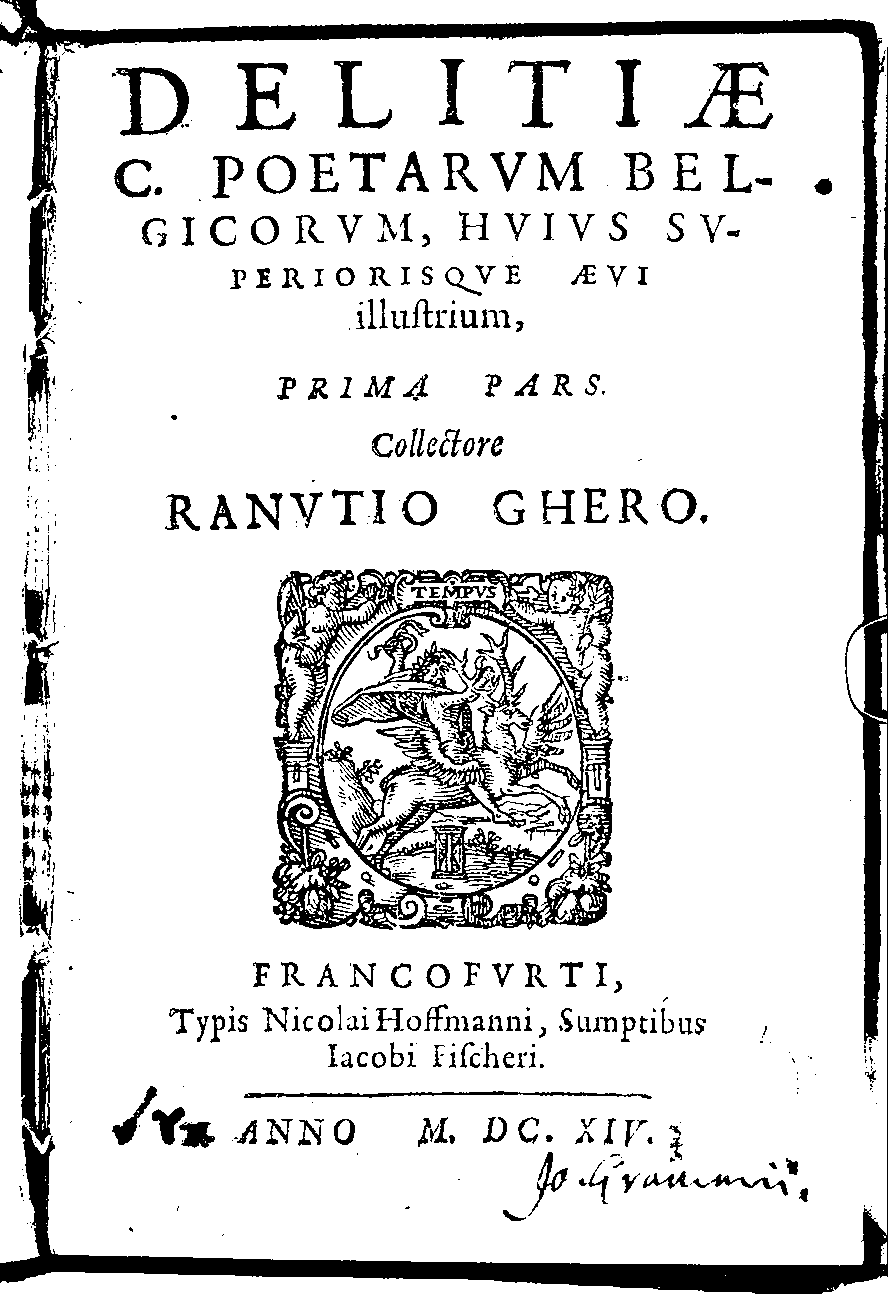 DELITIÆ
C. POETARVM BEL-
GICORVM, HVIVS SV-
PERIORISQVE ÆVI
illuſtrium,
PRIMA PARS.
Collectore
RANVTIO GHERO.
TEMPVS
FRANCOFVRTI,
Typis Nicolai Hoffmanni, Sumptibus
Iacobi Fiſcheri.
ANNO M. DC. XIV.